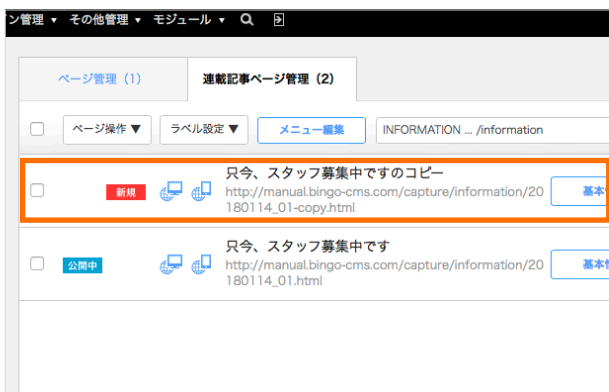 ン管理 ▼ その他管理 ▼ モジュール ▼
ページ管理（1） 連載記事ページ管理（2）
ページ操作 ▼ ラベル設定 ▼ メニュー編集 INFORMATION ... /information
只今、スタッフ募集中ですのコピー
新規 http://manual.bingo-cms.com/capture/information/20 基本情
180114_01-copy.html
只今、スタッフ募集中です
公開中 http://manual.bingo-cms.com/capture/information/20 基本情
180114_01.html